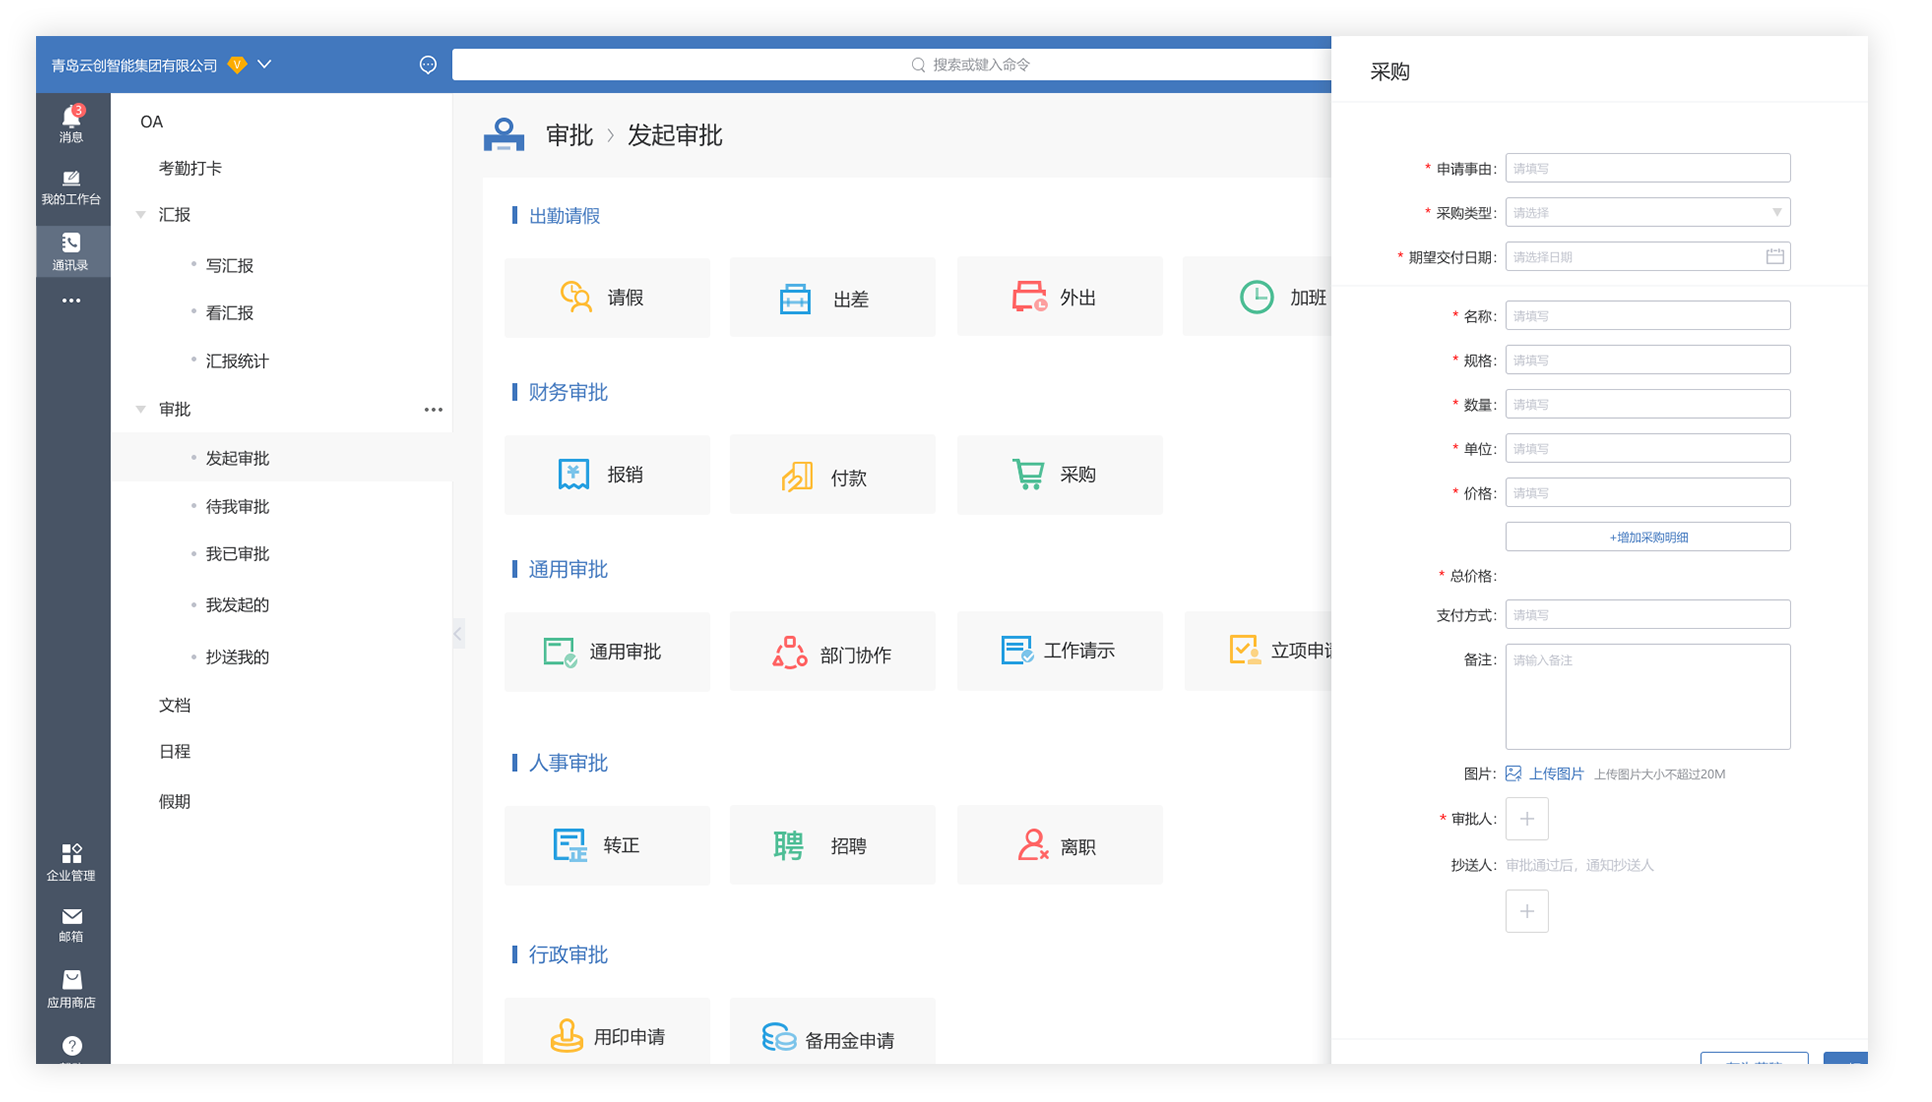 青岛云创智能集团有限公司
V
搜索或键入命令
3
消息
我的工作台
通讯录
企业管理
邮箱
应用商店
?
OA
考勤打卡
汇报
写汇报
看汇报
汇报统计
审批
发起审批
待我审批
我已审批
我发起的
抄送我的
文档
日程
假期
审批 > 发起审批
出勤请假
请假
出差
外出
加班
财务审批
¥ 报销
付款
采购
通用审批
通用审批
部门协作
工作请示
立项申请
人事审批
正 转正
聘 招聘
离职
行政审批
用印申请
备用金申请
采购
* 申请事由: 请填写
* 采购类型: 请选择
* 期望交付日期: 请选择日期
* 名称: 请填写
* 规格: 请填写
* 数量: 请填写
* 单位: 请填写
* 价格: 请填写
+增加采购明细
* 总价格:
支付方式: 请填写
备注: 请输入备注
图片: 上传图片 上传图片大小不超过20M
* 审批人: +
抄送人: 审批通过后，通知抄送人
+